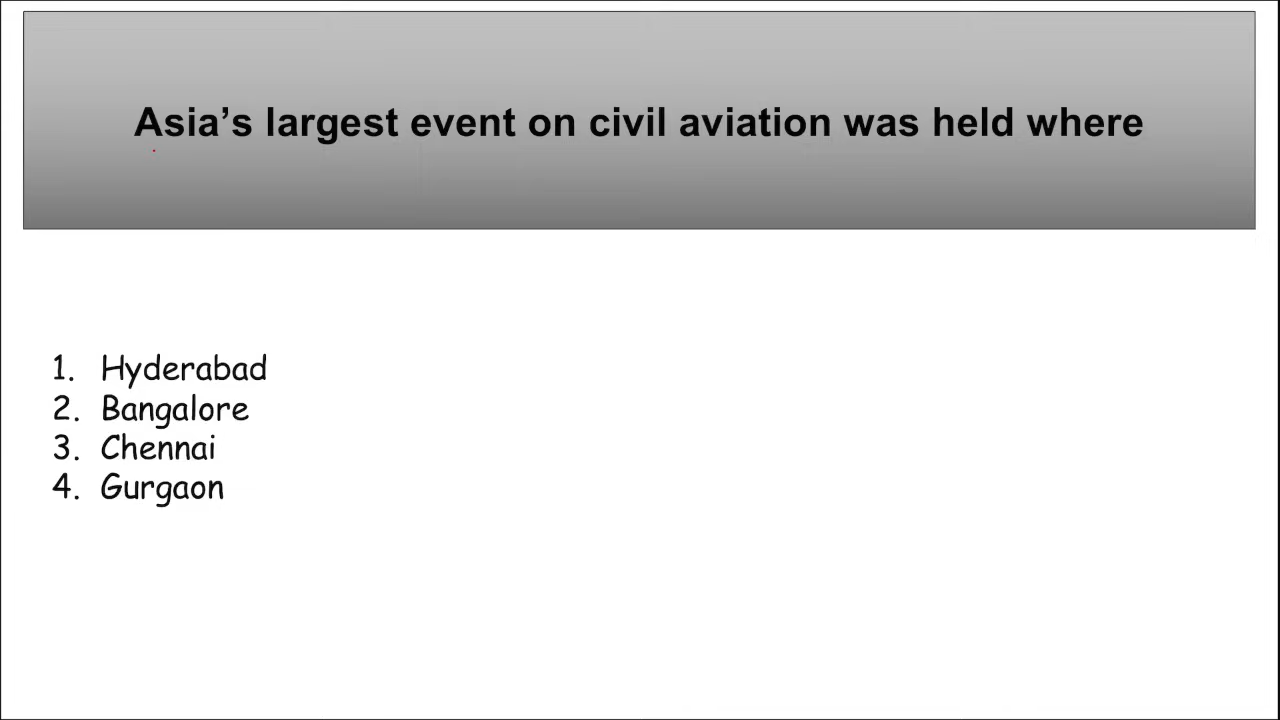 Asia’s largest event on civil aviation was held where
1. Hyderabad
2. Bangalore
3. Chennai
4. Gurgaon